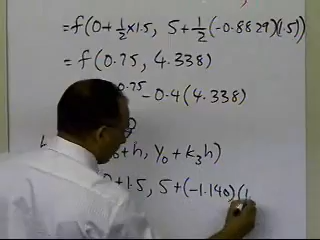 =f(0+½×1.5, 5+½(-0.8829)(1.5))
=f(0.75, 4.338)
0.75 -0.4(4.338)
+h, y₀+k₃h)
+1.5, 5+(-1.140)(1